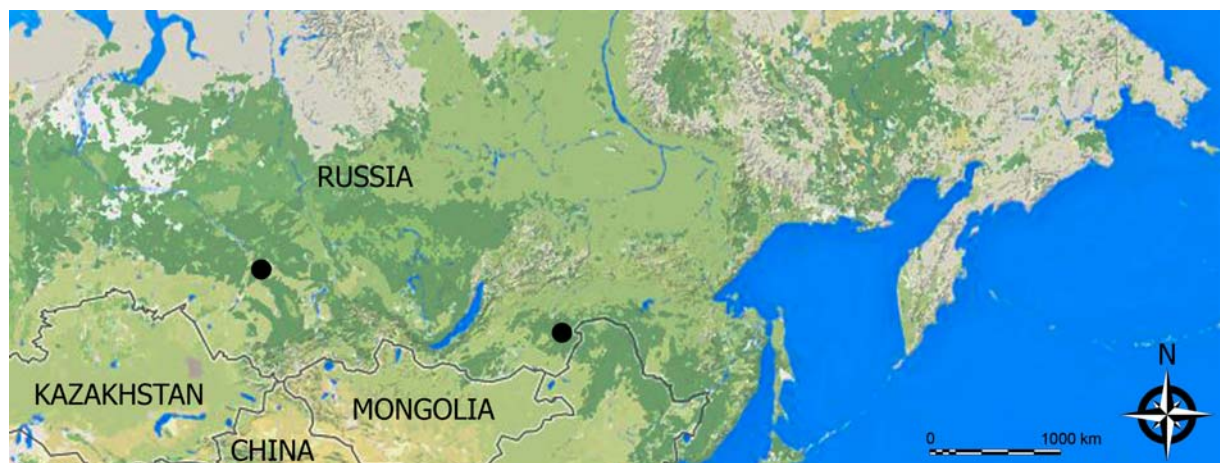 RUSSIA
N
KAZAKHSTAN
MONGOLIA
CHINA
0 1000 km